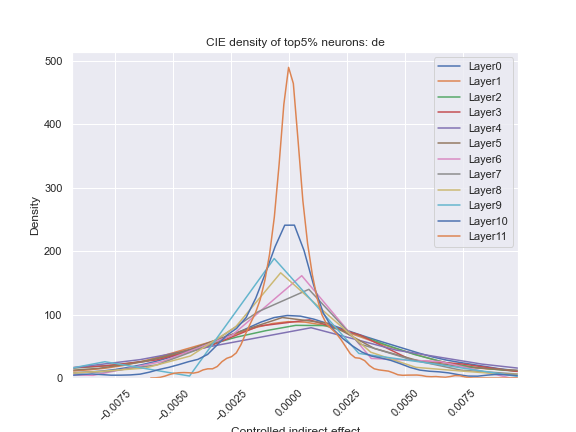 CIE density of top5% neurons: de
500
400
300
200
100
0
Density
Layer0
Layer1
Layer2
Layer3
Layer4
Layer5
Layer6
Layer7
Layer8
Layer9
Layer10
Layer11
-0.0075
-0.0050
-0.0025
0.0000
0.0025
0.0050
0.0075
Controlled indirect effect